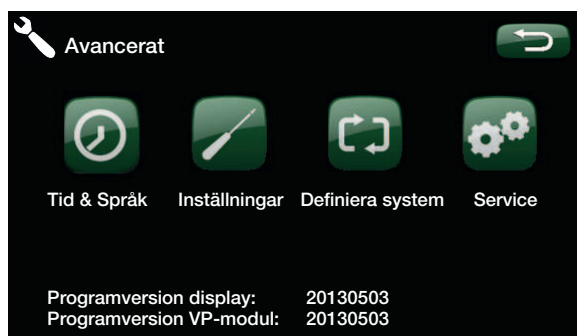 Avancerat
Tid & Språk Inställningar Definiera system Service
Programversion display: 20130503
Programversion VP-modul: 20130503